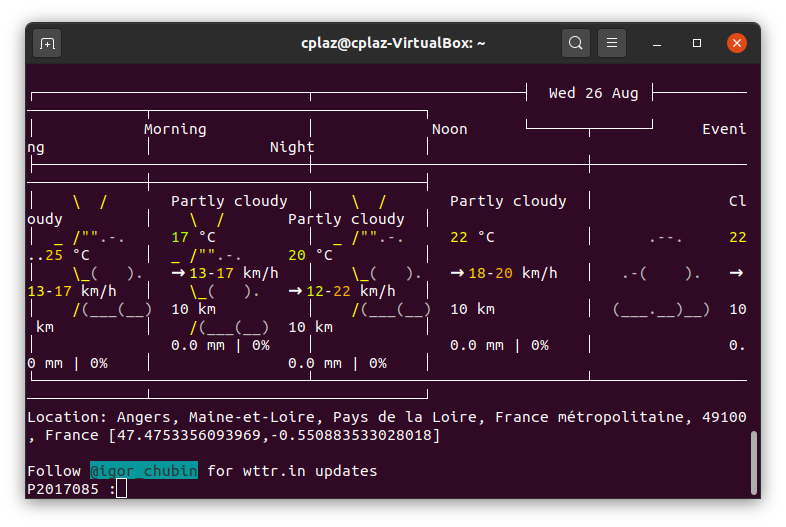 cplaz@cplaz-VirtualBox: ~
Wed 26 Aug
Morning Noon Eveni
ng Night
\ / Partly cloudy \ / Partly cloudy Cl
oudy \ / Partly cloudy
_ /"".-. 17 °C _ /"".-. 22 °C .--. 22
..25 °C _ /"".-. 20 °C
\_( ). → 13-17 km/h \_( ). → 18-20 km/h .-( ). →
13-17 km/h \_( ). → 12-22 km/h
/(___(__) 10 km /(___(__) 10 km (___.__)__) 10
km /(___(__) 10 km
0.0 mm | 0% 0.0 mm | 0% 0.
0 mm | 0% 0.0 mm | 0%
Location: Angers, Maine-et-Loire, Pays de la Loire, France métropolitaine, 49100
, France [47.4753356093969,-0.550883533028018]
Follow @igor_chubin for wttr.in updates
P2017085 :